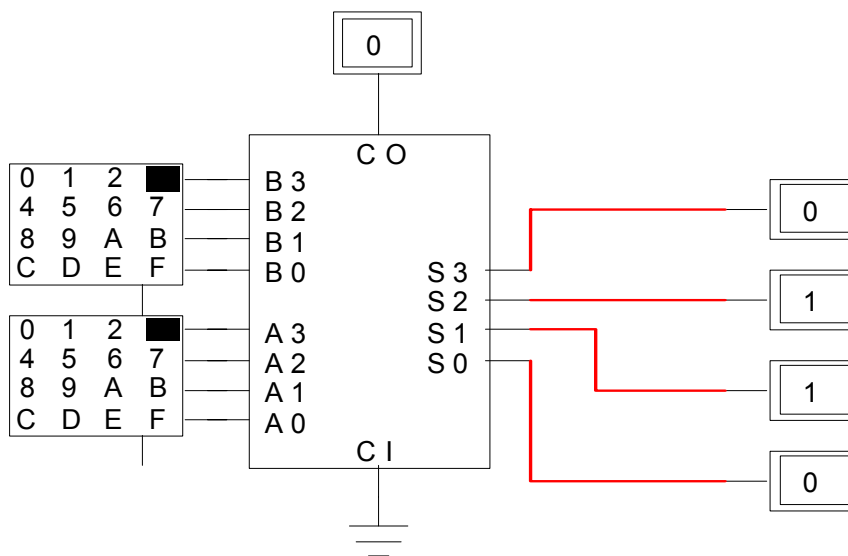 0
C O
0 1 2
4 5 6 7
8 9 A B
C D E F
B 3
B 2
B 1
B 0
0 1 2
4 5 6 7
8 9 A B
C D E F
A 3
A 2
A 1
A 0
S 3
S 2
S 1
S 0
C I
0
1
1
0